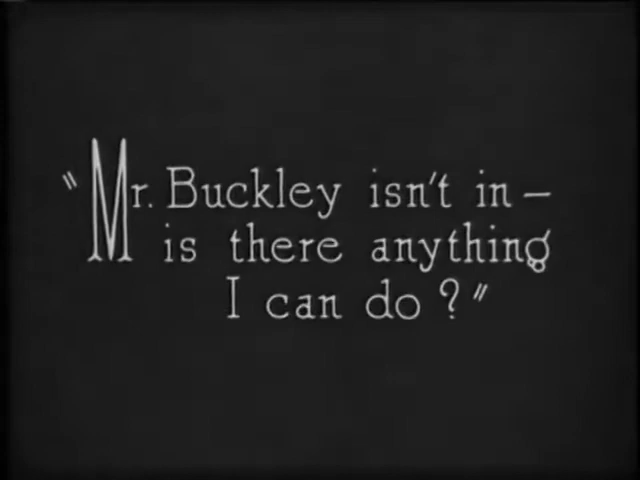 "Mr. Buckley isn't in —
is there anything
I can do?"